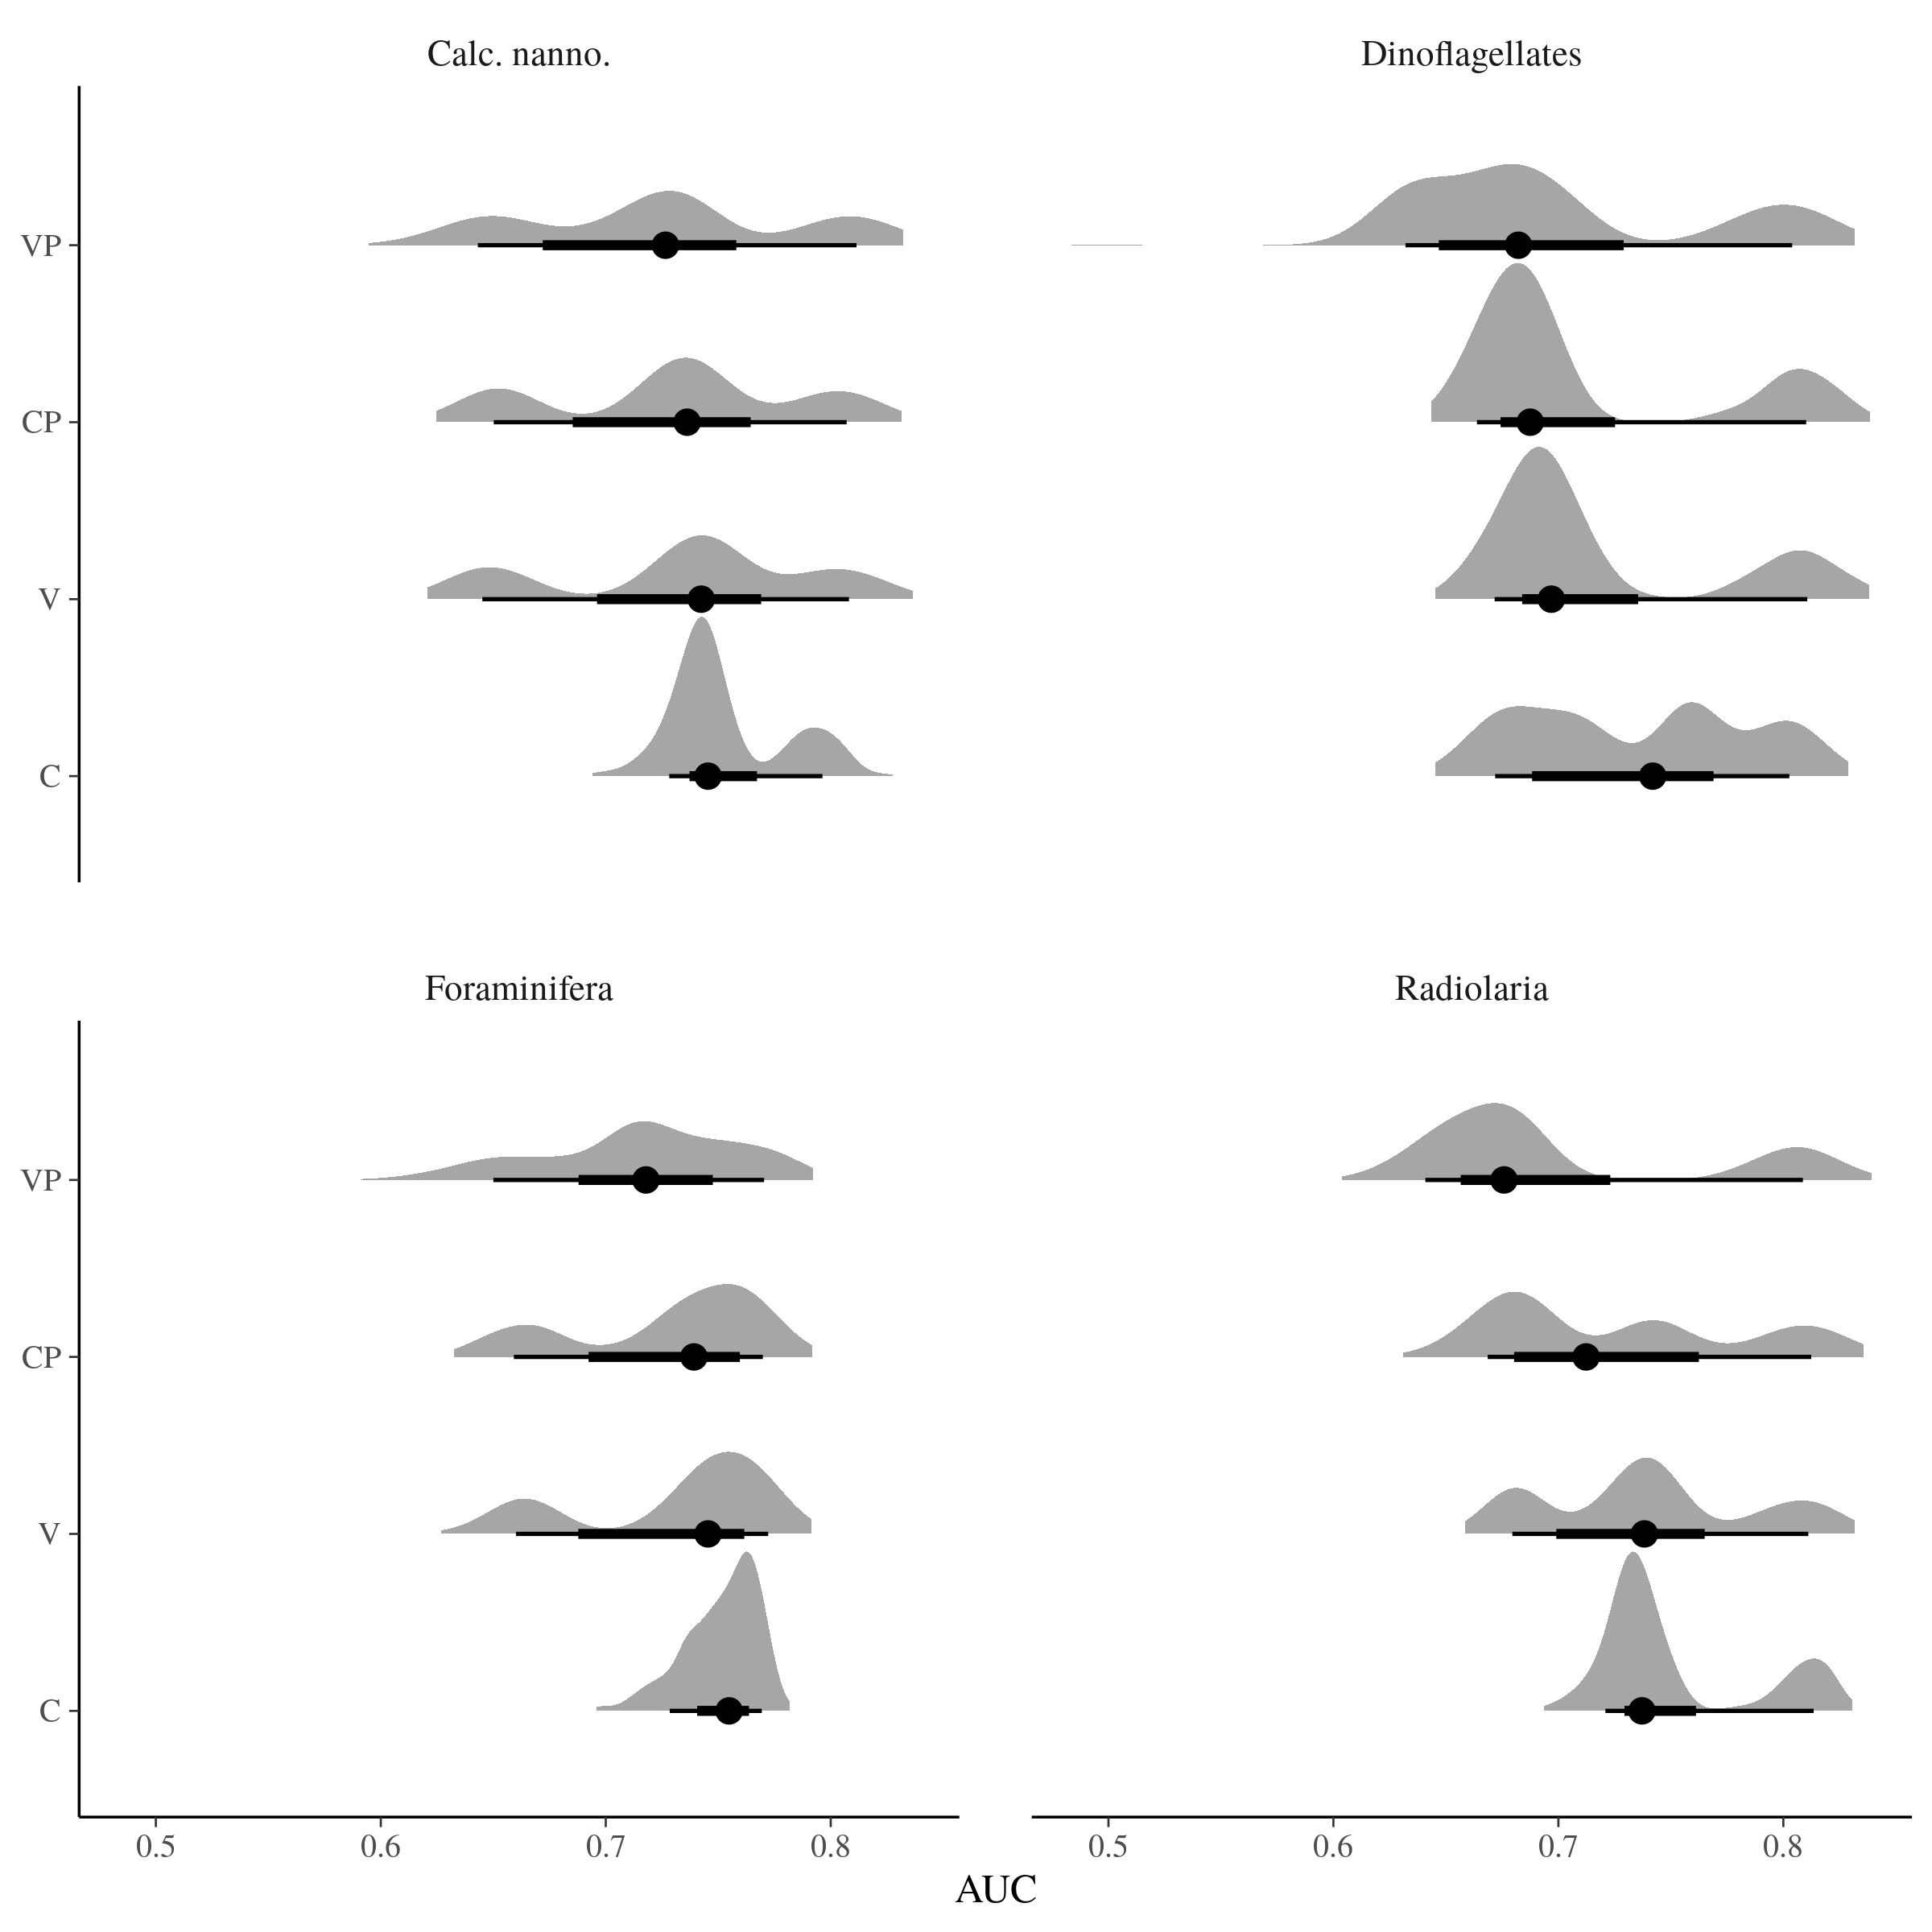 Calc. nanno.
Dinoflagellates
VP
CP
V
C
Foraminifera
Radiolaria
VP
CP
V
C
0.5 0.6 0.7 0.8 0.5 0.6 0.7 0.8
AUC